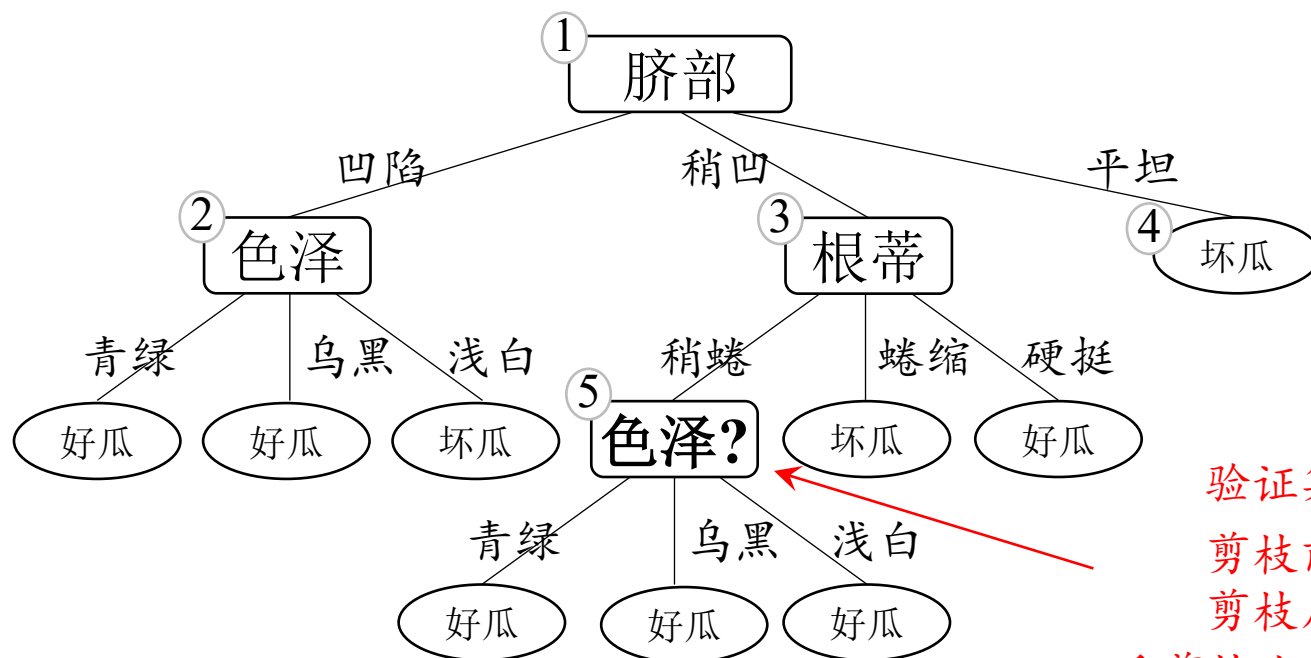 1
脐部
凹陷 稍凹 平坦
2 3 4
色泽 根蒂 坏瓜
青绿 乌黑 浅白 稍蜷 蜷缩 硬挺
5
好瓜 好瓜 坏瓜 色泽? 坏瓜 好瓜
验证
青绿 乌黑 浅白
剪枝
好瓜 好瓜 好瓜
剪枝